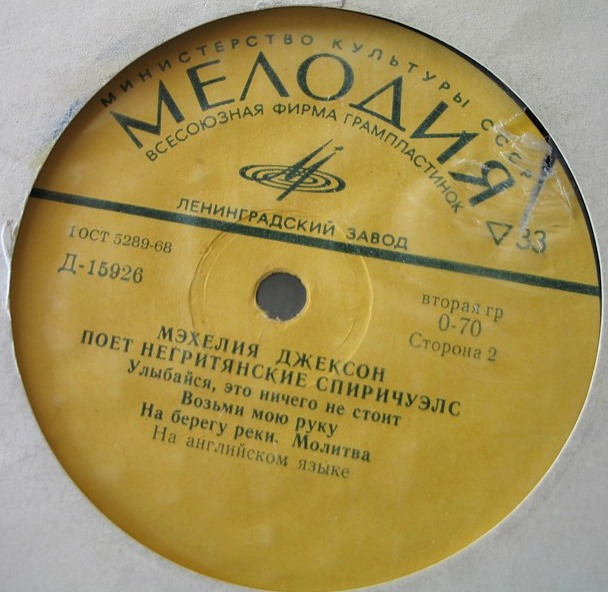 МИНИСТЕРСТВО КУЛЬТУРЫ СССР
МЕЛОДИЯ
ВСЕСОЮЗНАЯ ФИРМА ГРАМПЛАСТИНОК
ЛЕНИНГРАДСКИЙ ЗАВОД
33
ГОСТ 5289-68
Д-15926
вторая гр
0-70
Сторона 2
МЭХЕЛИЯ ДЖЕКСОН
ПОЕТ НЕГРИТЯНСКИЕ СПИРИЧУЭЛС
Улыбайся, это ничего не стоит
Возьми мою руку
На берегу реки. Молитва
На английском языке